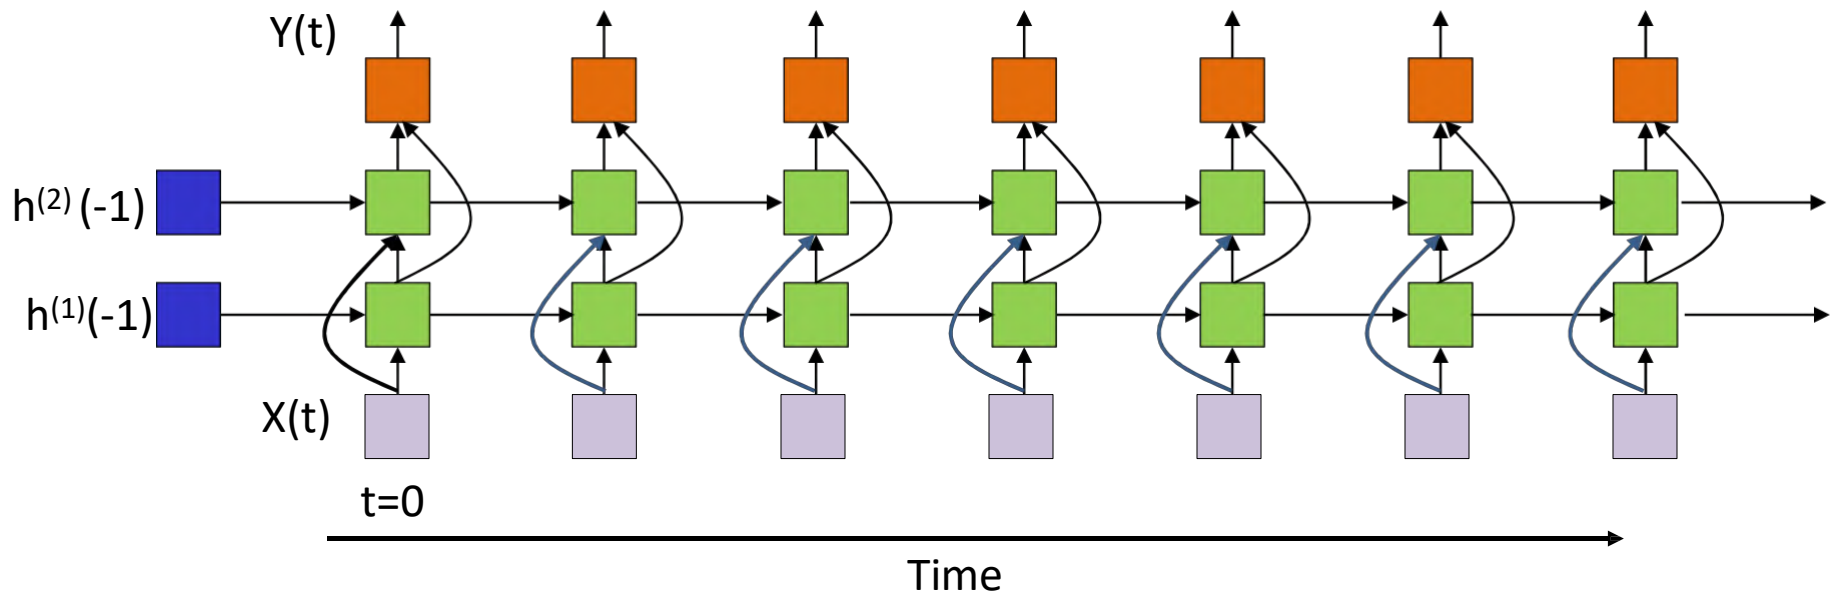 Y(t)
h⁽²⁾ (-1)
h⁽¹⁾(-1)
X(t)
t=0
Time